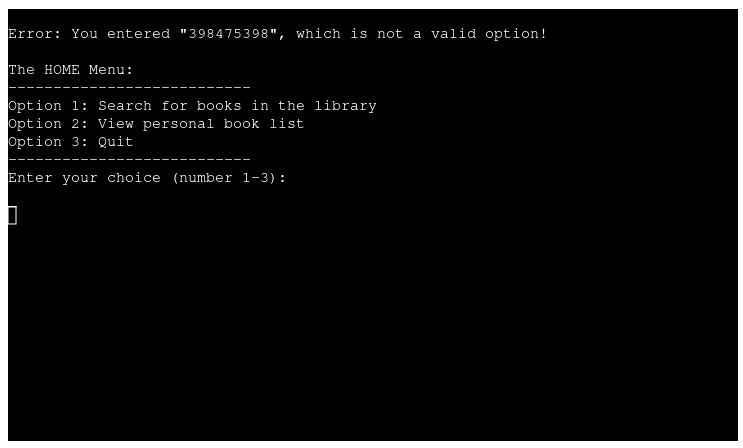 Error: You entered "398475398", which is not a valid option!
The HOME Menu:
---------------------------
Option 1: Search for books in the library
Option 2: View personal book list
Option 3: Quit
---------------------------
Enter your choice (number 1-3):